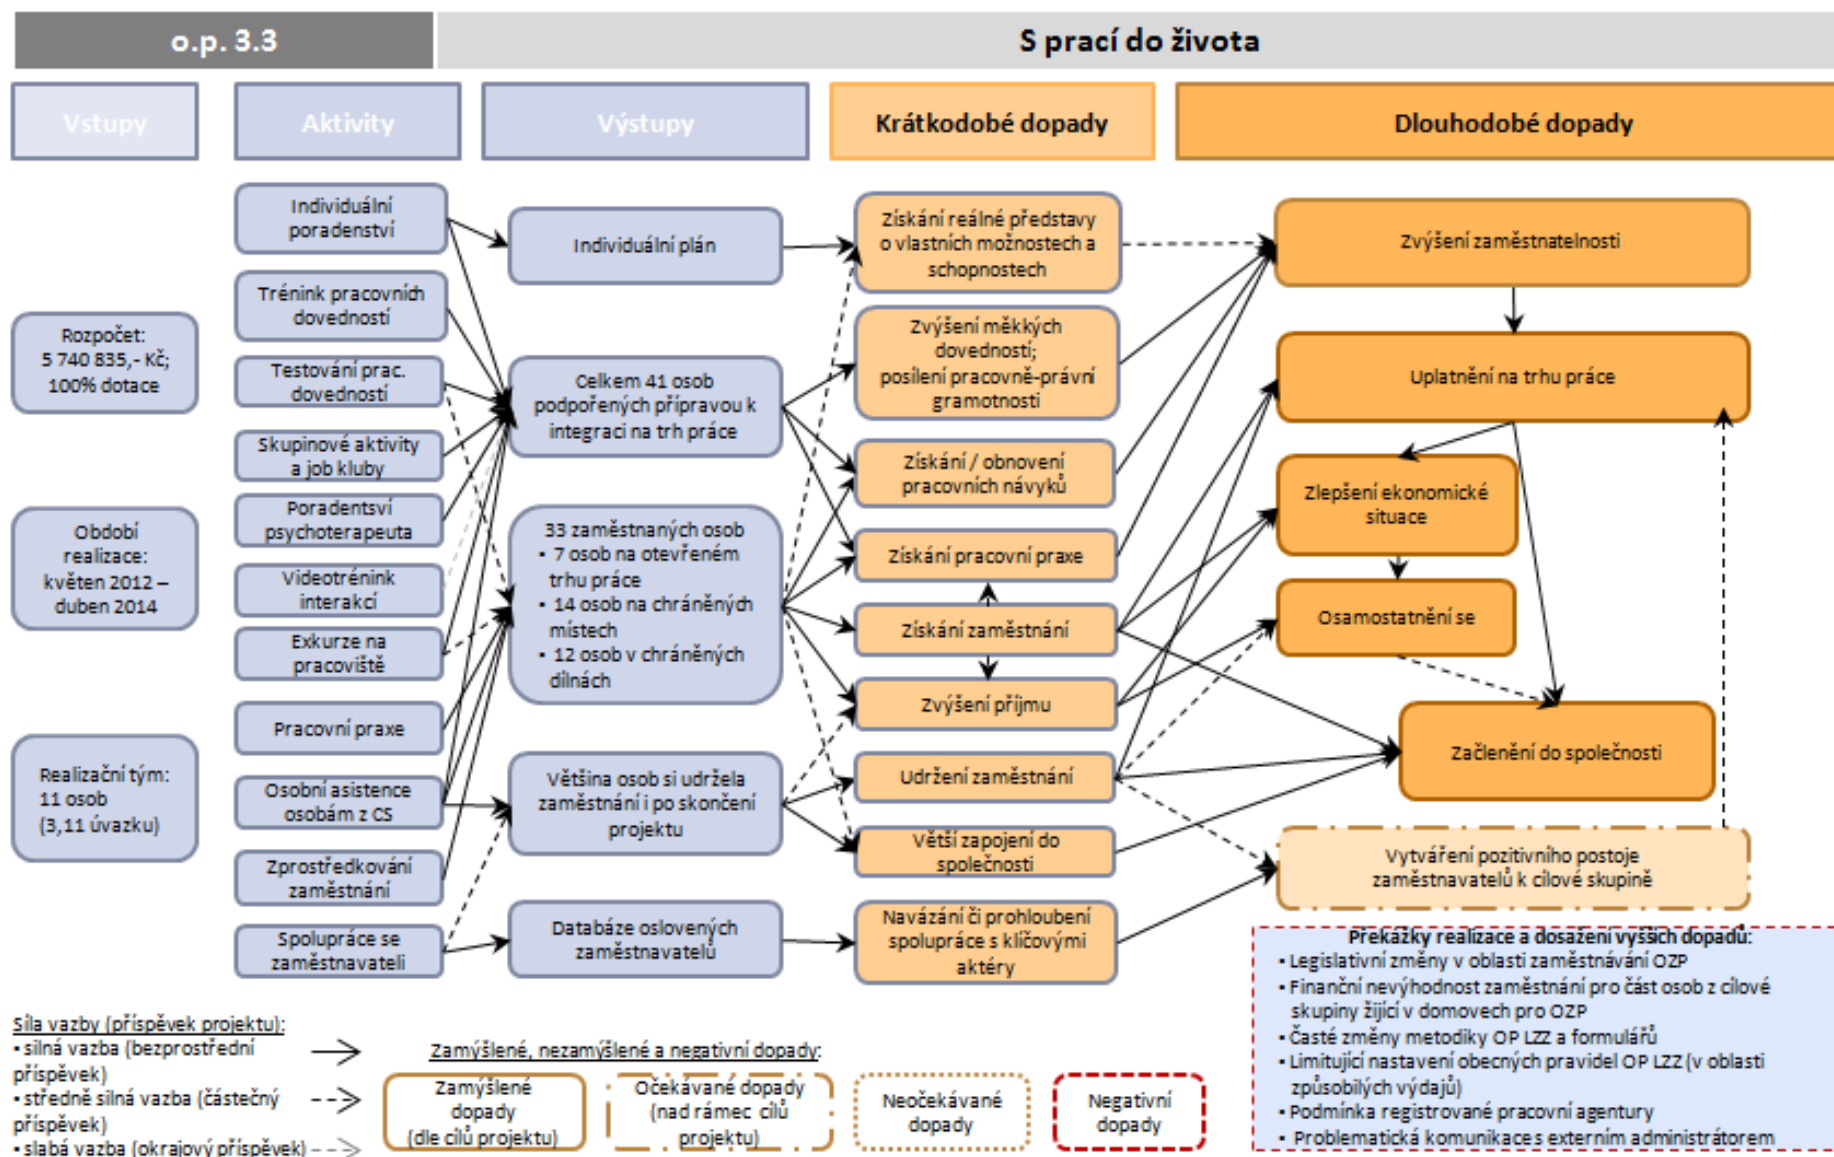 o.p. 3.3
S prací do života
Vstupy
Aktivity
Výstupy
Krátkodobé dopady
Dlouhodobé dopady
Rozpočet:
5 740 835,- Kč;
100% dotace
Období
realizace:
květen 2012 –
duben 2014
Realizační tým:
11 osob
(3,11 úvazku)
Individuální
poradenství
Trénink pracovních
dovedností
Testování prac.
dovedností
Skupinové aktivity
a job kluby
Poradentsví
psychoterapeuta
Videotrénink
interakcí
Exkurze na
pracoviště
Pracovní praxe
Osobní asistence
osobám z CS
Zprostředkování
zaměstnání
Spolupráce se
zaměstnavateli
Individuální plán
Celkem 41 osob
podpořených přípravou k
integraci na trh práce
33 zaměstnaných osob
▪ 7 osob na otevřeném
trhu práce
▪ 14 osob na chráněných
místech
▪ 12 osob v chráněných
dílnách
Většina osob si udržela
zaměstnání i po skončení
projektu
Databáze oslovených
zaměstnavatelů
Získání reálné představy
o vlastních možnostech a
schopnostech
Zvýšení měkkých
dovedností;
posílení pracovně-právní
gramotnosti
Získání / obnovení
pracovních návyků
Získání pracovní praxe
Získání zaměstnání
Zvýšení příjmu
Udržení zaměstnání
Větší zapojení do
společnosti
Navázání či prohloubení
spolupráce s klíčovými
aktéry
Zvýšení zaměstnatelnosti
Uplatnění na trhu práce
Zlepšení ekonomické
situace
Osamostatnění se
Začlenění do společnosti
Vytváření pozitivního postoje
zaměstnavatelů k cílové skupině
Překážky realizace a dosažení vyšších dopadů:
▪ Legislativní změny v oblasti zaměstnávání OZP
▪ Finanční nevýhodnost zaměstnání pro část osob z cílové
skupiny žijící v domovech pro OZP
▪ Časté změny metodiky OP LZZ a formulářů
▪ Limitující nastavení obecných pravidel OP LZZ (v oblasti
způsobilých výdajů)
▪ Podmínka registrované pracovní agentury
▪ Problematická komunikace s externím administrátorem
Síla vazby (příspěvek projektu):
▪ silná vazba (bezprostřední
příspěvek)
▪ středně silná vazba (částečný
příspěvek)
▪ slabá vazba (okrajový příspěvek)
Zamýšlené, nezamýšlené a negativní dopady:
Zamýšlené
dopady
(dle cílů projektu)
Očekávané dopady
(nad rámec cílů
projektu)
Neočekávané
dopady
Negativní
dopady